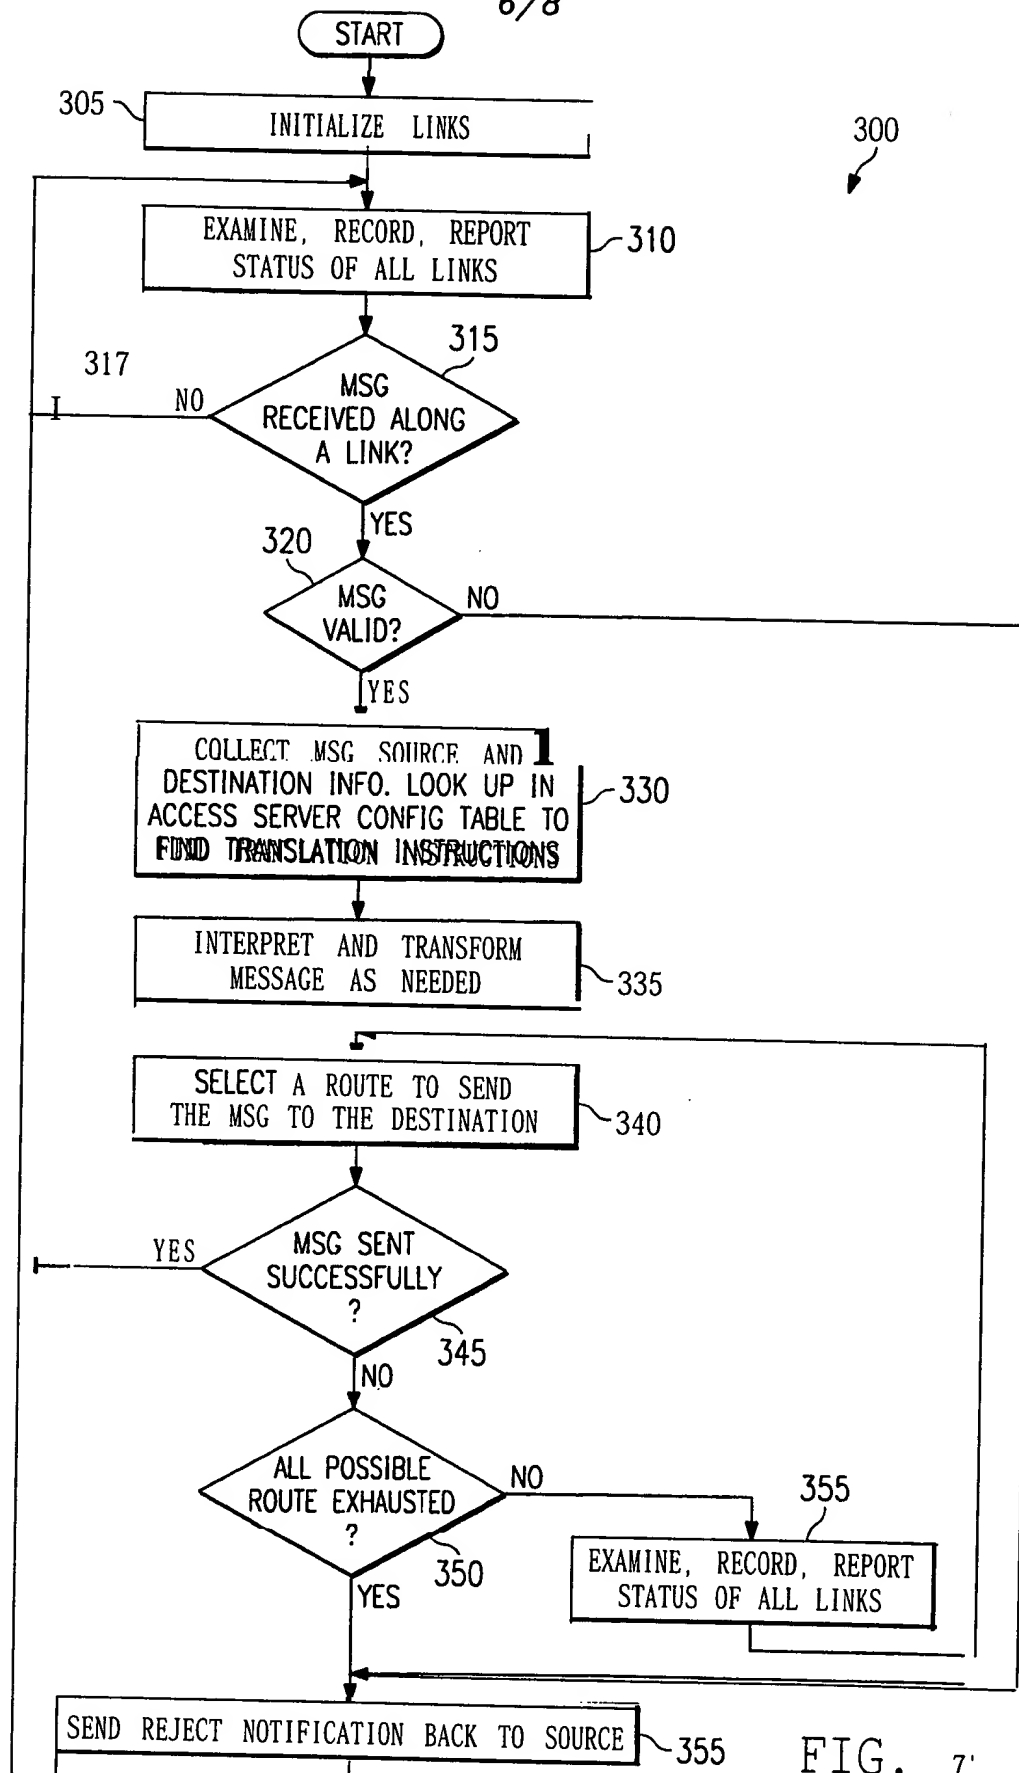 6/8
START
305
INITIALIZE LINKS
300
EXAMINE, RECORD, REPORT
STATUS OF ALL LINKS
310
315
317
NO
MSG
RECEIVED ALONG
A LINK?
YES
320
MSG
VALID?
NO
YES
COLLECT MSG SOURCE AND
DESTINATION INFO. LOOK UP IN
ACCESS SERVER CONFIG TABLE TO
FIND TRANSLATION INSTRUCTIONS
330
INTERPRET AND TRANSFORM
MESSAGE AS NEEDED
335
SELECT A ROUTE TO SEND
THE MSG TO THE DESTINATION
340
YES
MSG SENT
SUCCESSFULLY
?
345
NO
ALL POSSIBLE
ROUTE EXHAUSTED
?
350
NO
355
EXAMINE, RECORD, REPORT
STATUS OF ALL LINKS
YES
SEND REJECT NOTIFICATION BACK TO SOURCE
355
FIG. 7'